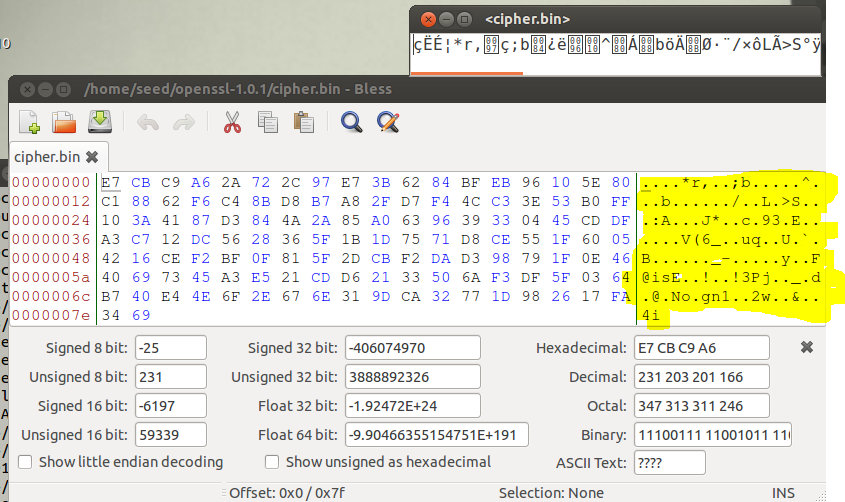 <cipher.bin>
/home/seed/openssl-1.0.1/cipher.bin - Bless
cipher.bin
00000000 E7 CB C9 A6 2A 72 2C 97 E7 3B 62 84 BF EB 96 10 5E 80 ....*r,..;b.....^.
00000012 C1 88 62 F6 C4 8B D8 B7 A8 2F D7 F4 4C C3 3E 53 B0 FF ..b....../..L.>S..
00000024 10 3A 41 87 D3 84 4A 2A 85 A0 63 96 39 33 04 45 CD DF .:A...J*..c.93.E..
00000036 A3 C7 12 DC 56 28 36 5F 1B 1D 75 71 D8 CE 55 1F 60 05 ....V(6_..uq..U.`.
00000048 42 16 CE F2 BF 0F 81 5F 2D CB F2 DA D3 98 79 1F 0E 46 B......_-.....y..F
0000005a 40 69 73 45 A3 E5 21 CD D6 21 33 50 6A F3 DF 5F 03 64 @isE..!..!3Pj.._.d
0000006c B7 40 E4 4E 6F 2E 67 6E 31 9D CA 32 77 1D 98 26 17 FA .@.No.gn1..2w..&..
0000007e 34 69 4i
Signed 8 bit: -25 Signed 32 bit: -406074970 Hexadecimal: E7 CB C9 A6
Unsigned 8 bit: 231 Unsigned 32 bit: 3888892326 Decimal: 231 203 201 166
Signed 16 bit: -6197 Float 32 bit: -1.92472E+24 Octal: 347 313 311 246
Unsigned 16 bit: 59339 Float 64 bit: -9.90466355154751E+191 Binary: 11100111 11001011 110
Show little endian decoding Show unsigned as hexadecimal ASCII Text: ????
Offset: 0x0 / 0x7f Selection: None INS